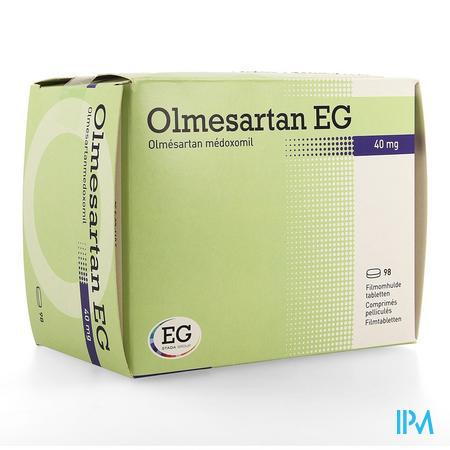 Olmesartan EG
Olmésartan médoxomil
40 mg
98
Filmomhulde
tabletten
Comprimés
pelliculés
Filmtabletten
EG
STADA GROUP
Olmesartan EG
Olmesartanmedoxomil
40 mg
98
IPM